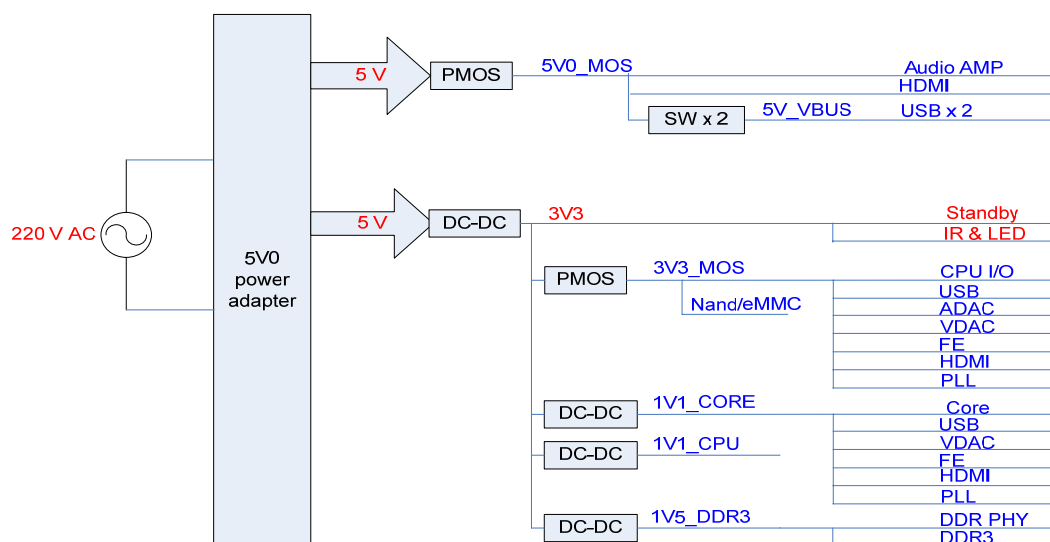 5 V
PMOS
5V0_MOS
Audio AMP
HDMI
SW x 2
5V_VBUS
USB x 2
220 V AC
5V0
power
adapter
5 V
DC-DC
3V3
Standby
IR & LED
PMOS
3V3_MOS
CPU I/O
Nand/eMMC
USB
ADAC
VDAC
FE
HDMI
PLL
DC-DC
1V1_CORE
Core
USB
DC-DC
1V1_CPU
VDAC
FE
HDMI
PLL
DC-DC
1V5_DDR3
DDR PHY
DDR3